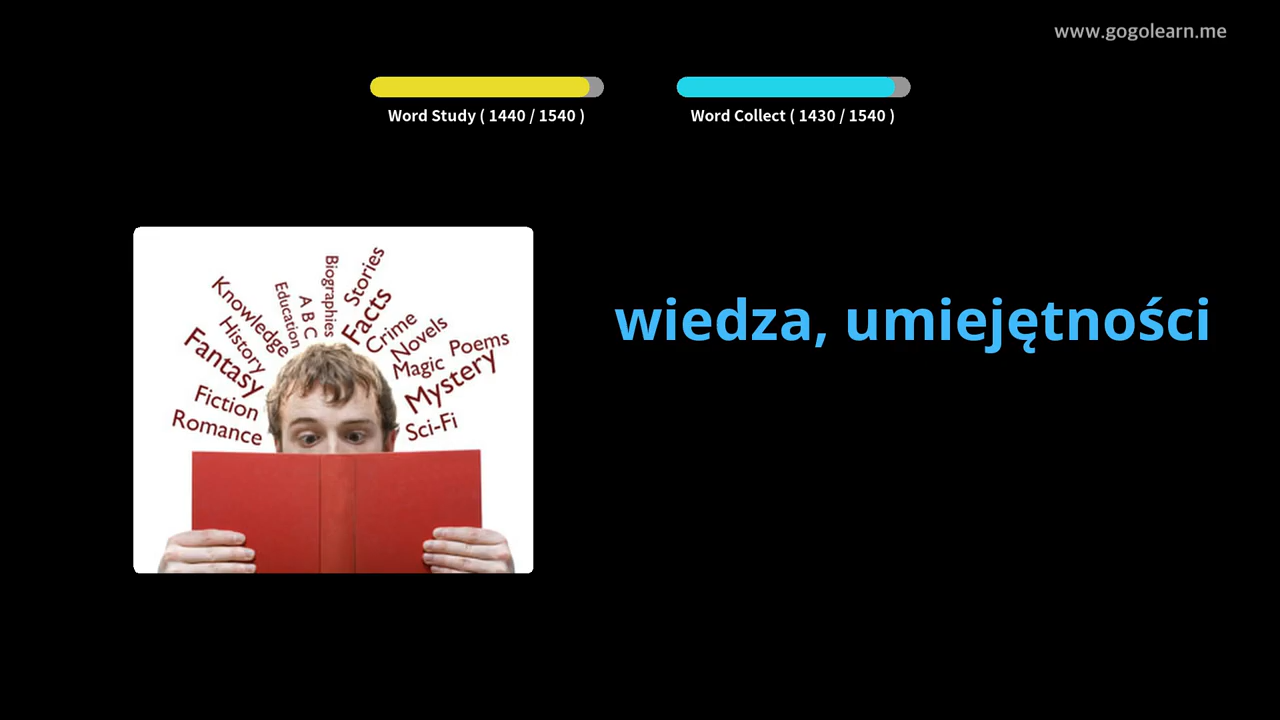 www.gogolearn.me
Word Study ( 1440 / 1540 )
Word Collect ( 1430 / 1540 )
wiedza, umiejętności
Stories
Biographies
Facts
A B C
Education
Knowledge
History
Fantasy
Fiction
Romance
Crime
Novels
Poems
Magic
Mystery
Sci-Fi